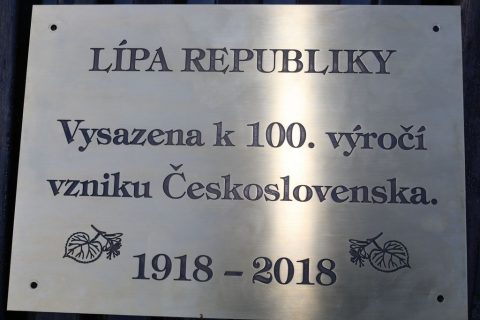 LÍPA REPUBLIKY
Vysazena k 100. výročí
vzniku Československa.
1918 – 2018